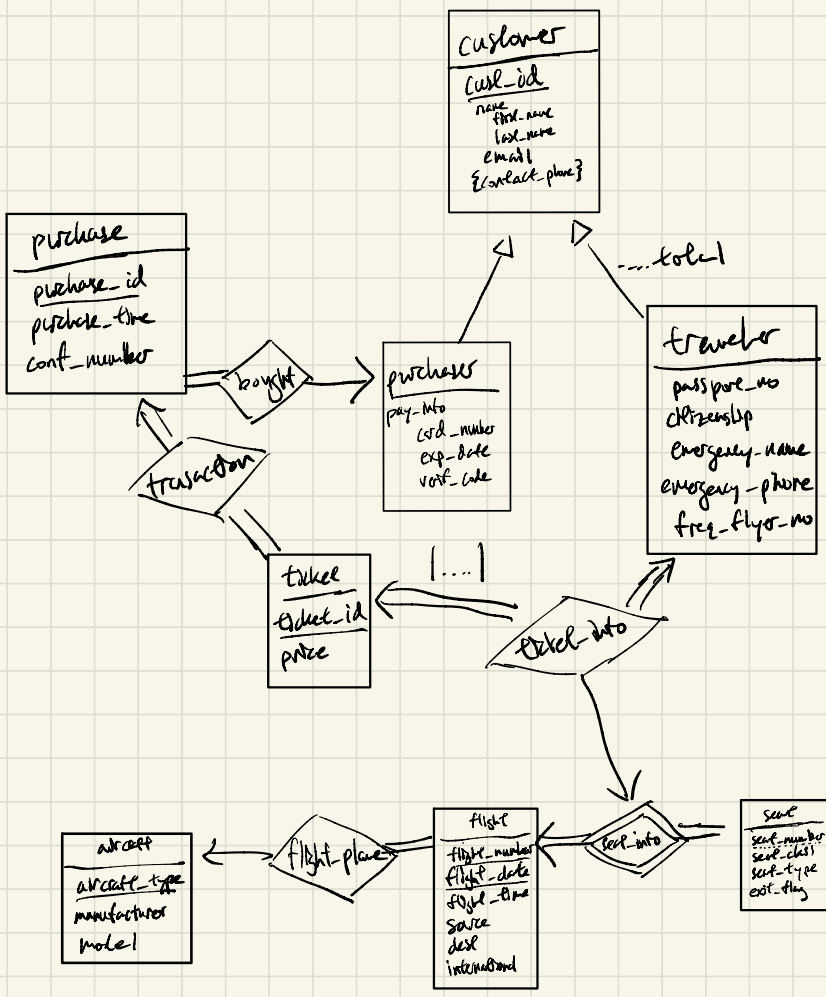 customer
cust_id
name
first_name
last_name
email
{contact_phone}
.....total
purchase
purchase_id
purchase_time
conf_number
bought
purchaser
pay_info
card_number
exp_date
verif_code
traveler
passport_no
citizenship
emergency_name
emergency_phone
freq_flyer_no
transaction
ticket
ticket_id
price
1....1
ticket_info
aircraft
aircraft_type
manufacturer
model
flight_plane
flight
flight_number
flight_date
flight_time
source
dest
international
seat_info
seat
seat_number
seat_class
seat_type
exit_flag